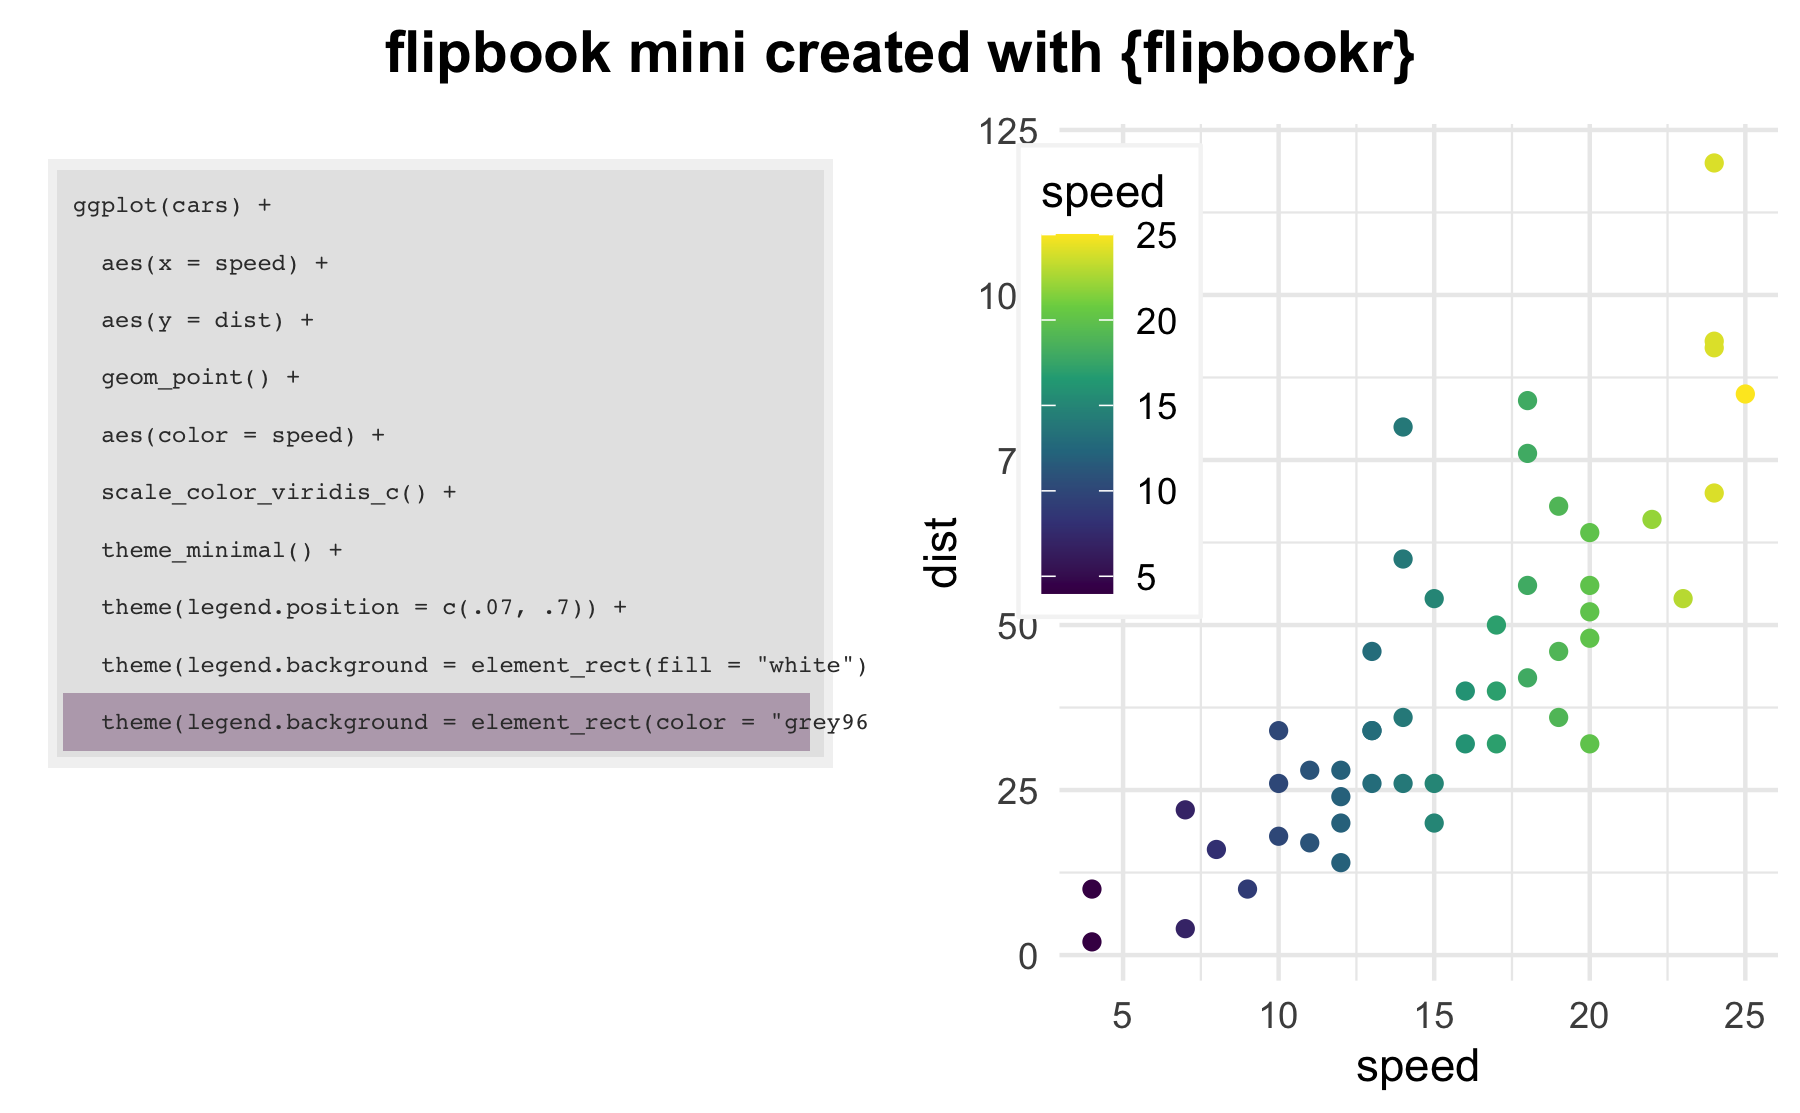 flipbook mini created with {flipbookr}
ggplot(cars) +
aes(x = speed) +
aes(y = dist) +
geom_point() +
aes(color = speed) +
scale_color_viridis_c() +
theme_minimal() +
theme(legend.position = c(.07, .7)) +
theme(legend.background = element_rect(fill = "white")
theme(legend.background = element_rect(color = "grey96
125
10
7
50
25
0
dist
speed
25
20
15
10
5
5 10 15 20 25
speed